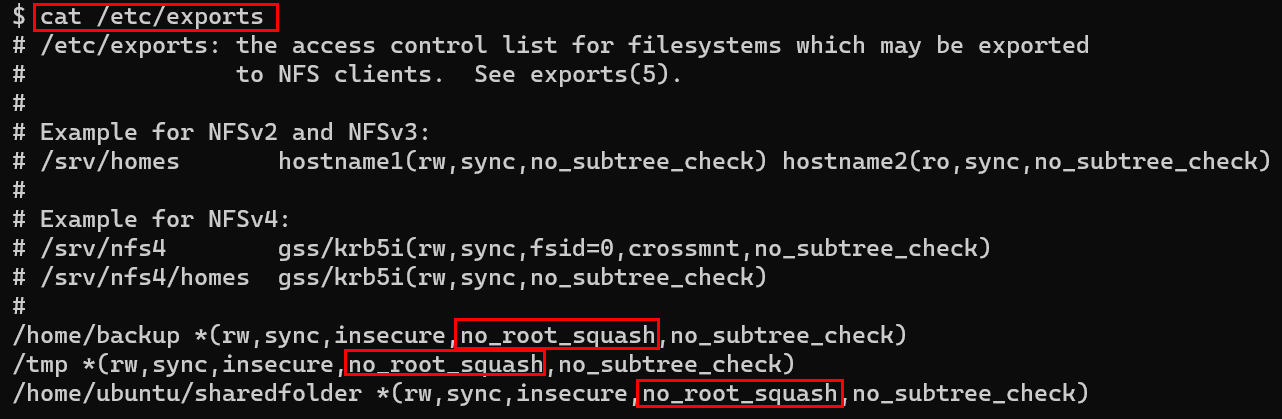 $ cat /etc/exports
# /etc/exports: the access control list for filesystems which may be exported
#               to NFS clients.  See exports(5).
#
# Example for NFSv2 and NFSv3:
# /srv/homes       hostname1(rw,sync,no_subtree_check) hostname2(ro,sync,no_subtree_check)
#
# Example for NFSv4:
# /srv/nfs4        gss/krb5i(rw,sync,fsid=0,crossmnt,no_subtree_check)
# /srv/nfs4/homes  gss/krb5i(rw,sync,no_subtree_check)
#
/home/backup *(rw,sync,insecure,no_root_squash,no_subtree_check)
/tmp *(rw,sync,insecure,no_root_squash,no_subtree_check)
/home/ubuntu/sharedfolder *(rw,sync,insecure,no_root_squash,no_subtree_check)